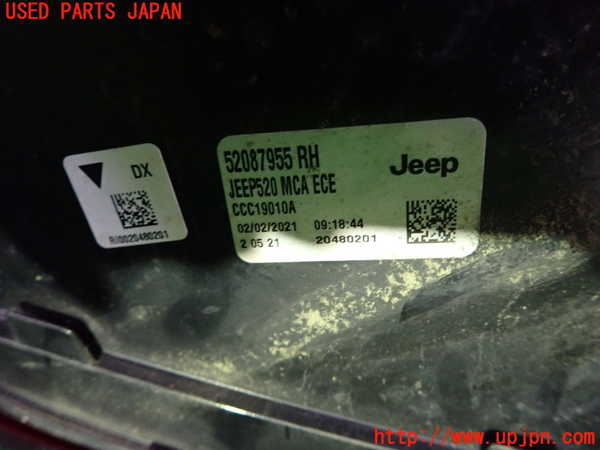 USED PARTS JAPAN
DX
R10020480201
52087955 RH
Jeep
JEEP520 MCA ECE
CCC19010A
02/02/2021 09:18:44
2 05 21 20480201
http://www.upjpn.com/